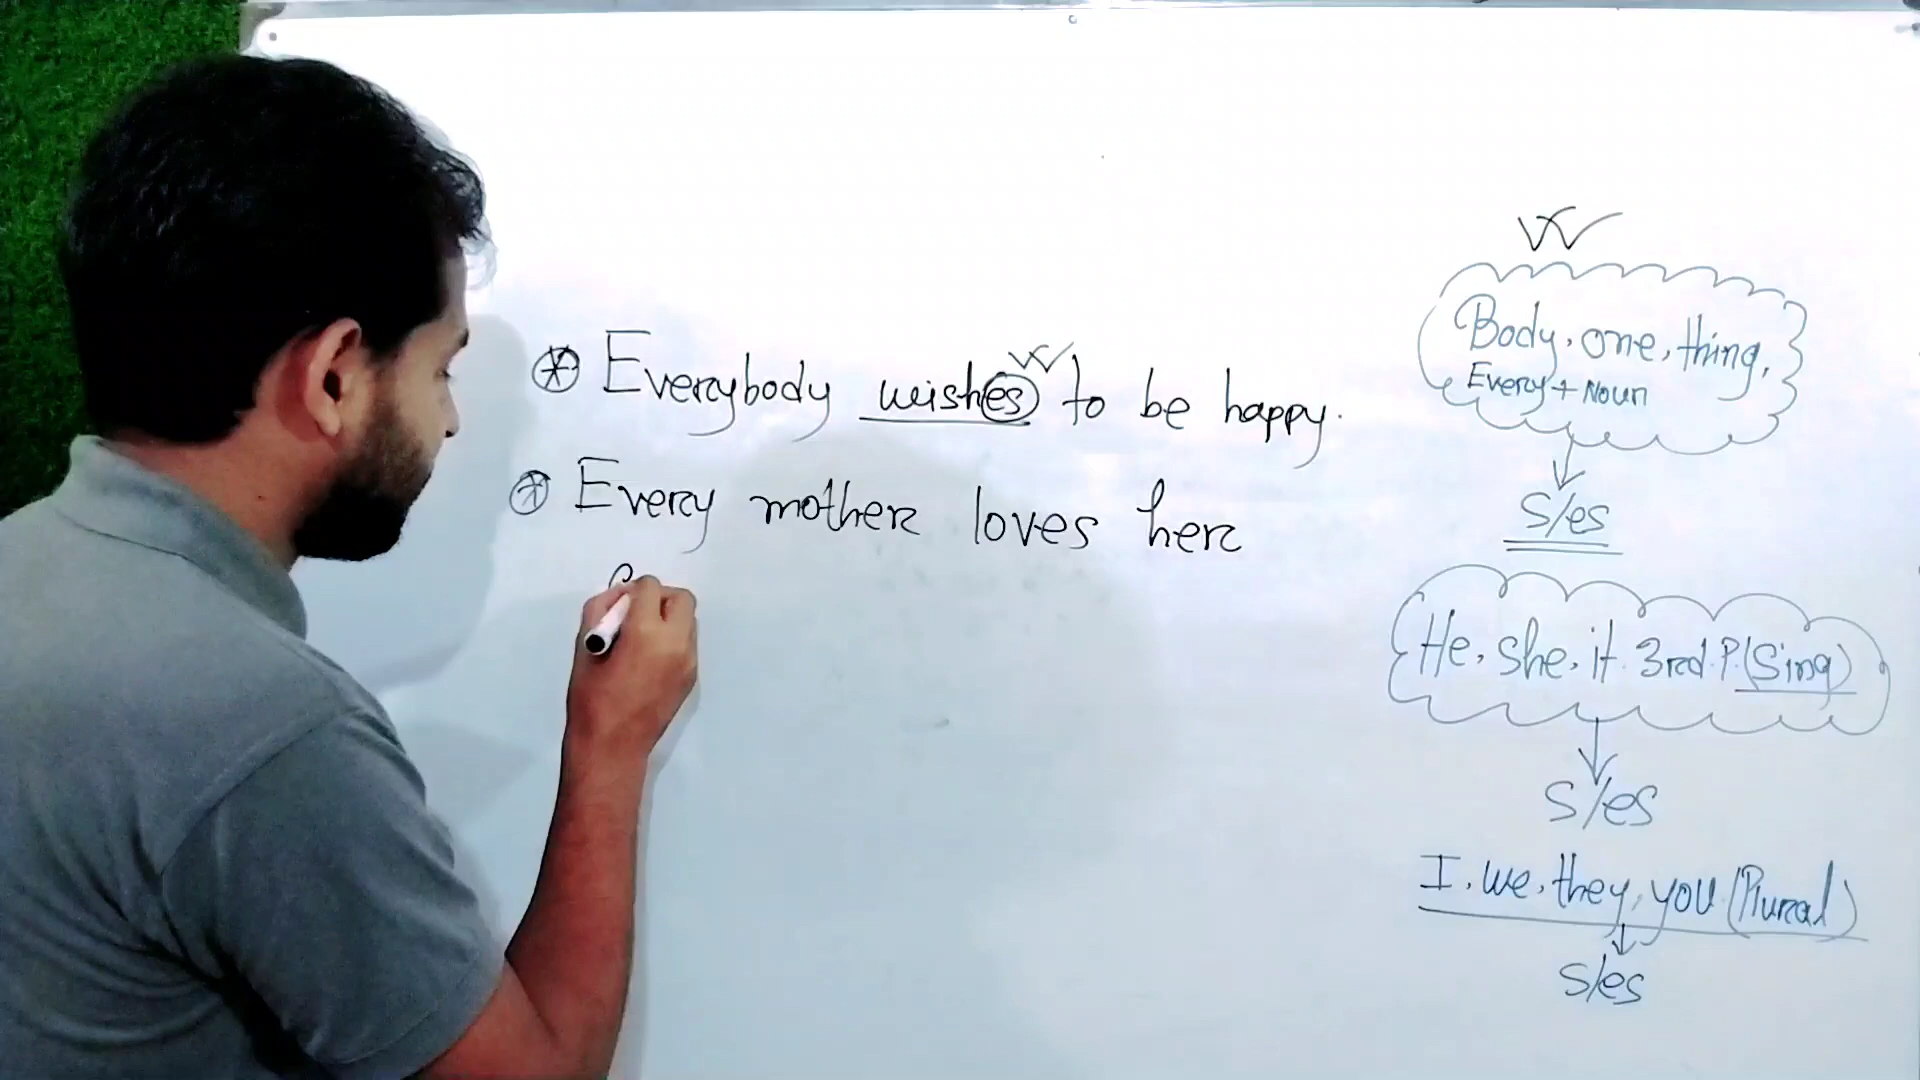 Everybody wishes to be happy.
Every mother loves her
Body, one, thing,
Every + Noun
S/es
He, she, it 3rd P. (Sing)
S/es
I, we, they, you (Plural)
S/es